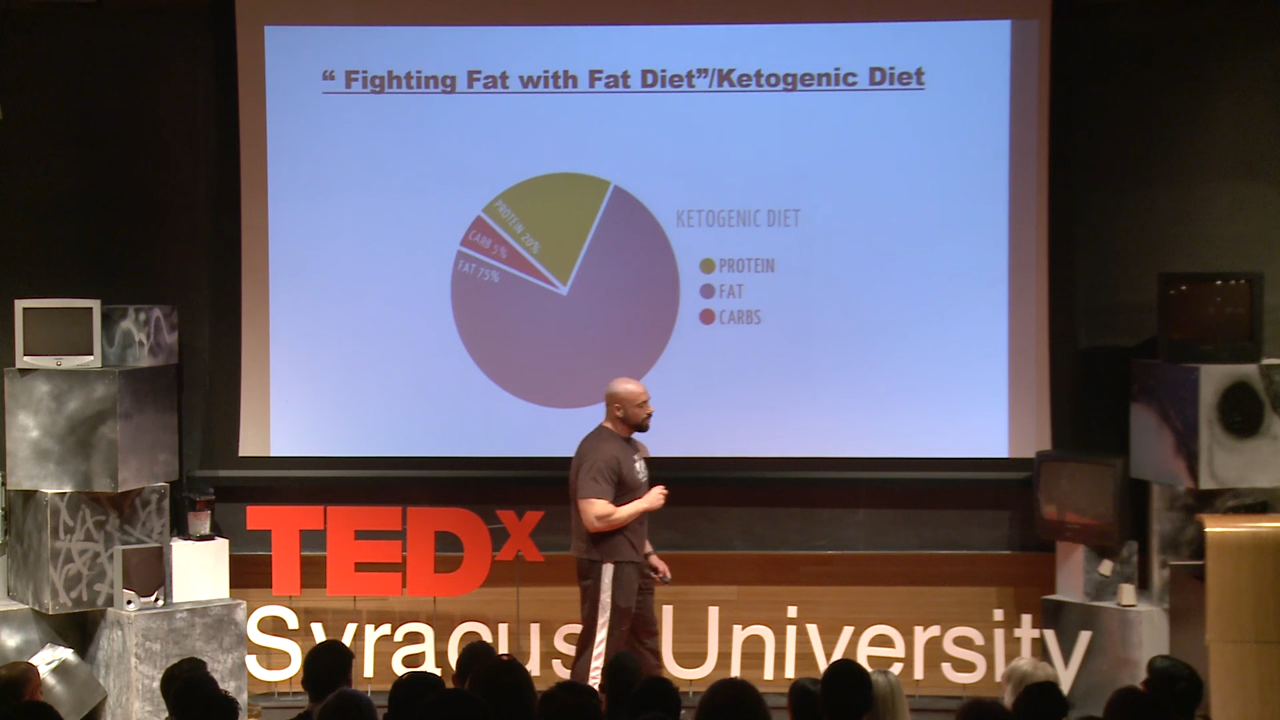 “ Fighting Fat with Fat Diet”/Ketogenic Diet
PROTEIN 20%
CARB 5%
FAT 75%
KETOGENIC DIET
PROTEIN
FAT
CARBS
TEDx
Syracus University